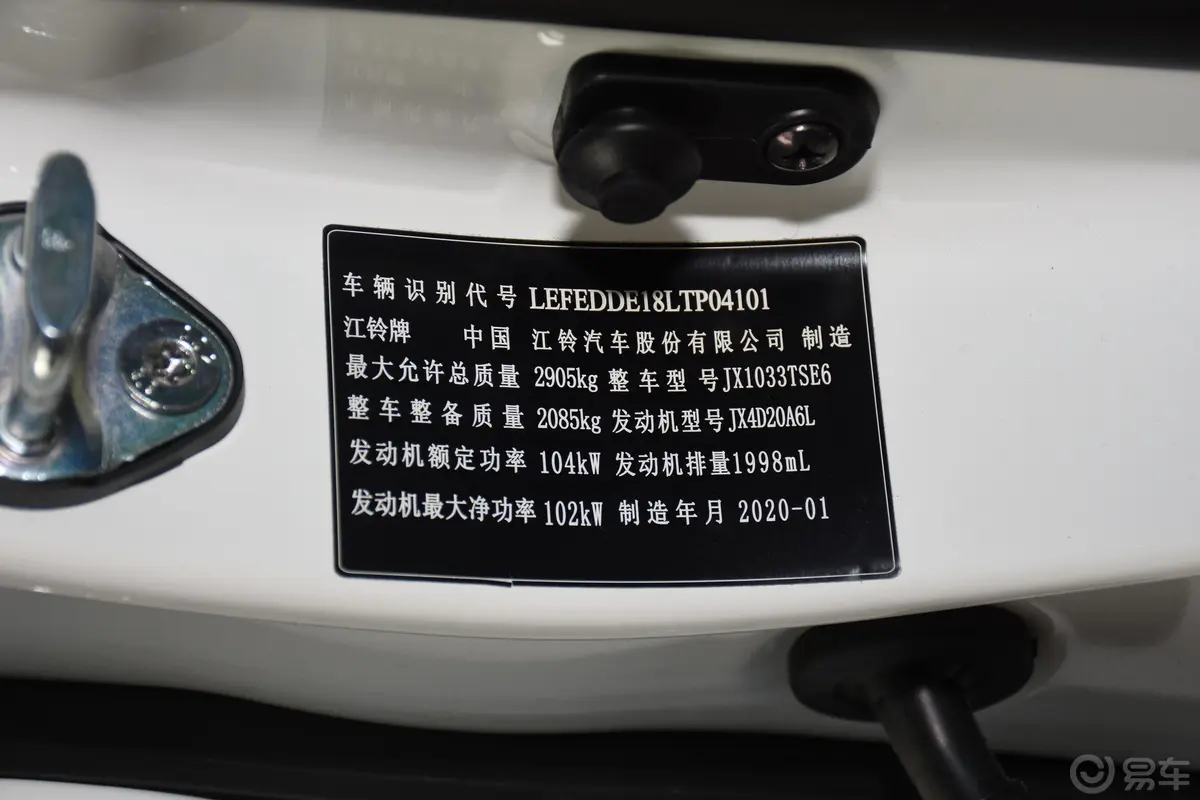 车辆识别代号 LEFEDDE18LTP04101
江铃牌 中国 江铃汽车股份有限公司 制造
最大允许总质量 2905kg 整车型号JX1033TSE6
整车整备质量 2085kg 发动机型号JX4D20A6L
发动机额定功率 104kW 发动机排量1998mL
发动机最大净功率102kW 制造年月 2020-01
易车